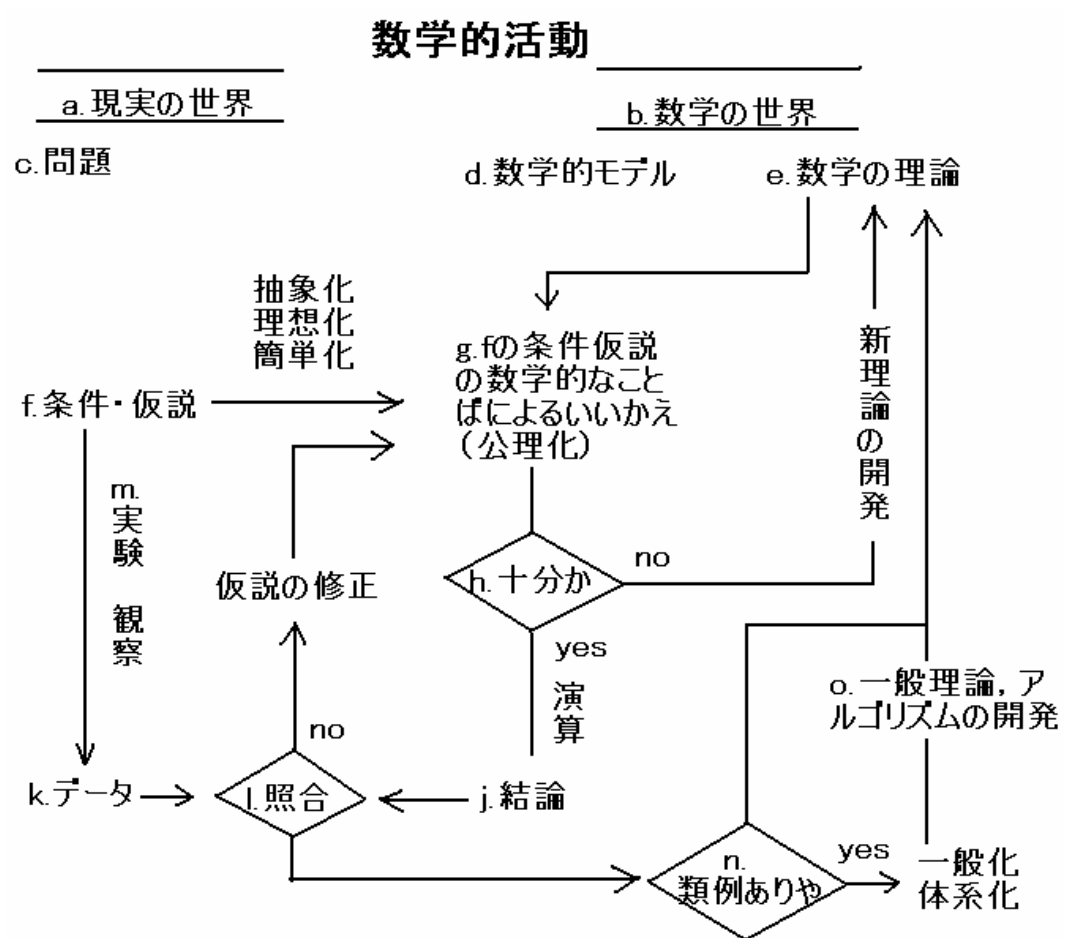 数学的活動
a.現実の世界
b.数学の世界
c.問題
d.数学的モデル
e.数学の理論
抽象化
理想化
簡単化
f.条件・仮説
g.fの条件仮説
の数学的なこと
ばによるいいかえ
(公理化)
新理論の開発
m.実験 観察
仮説の修正
h.十分か
no
yes
演算
o.一般理論,ア
ルゴリズムの開発
no
k.データ
l.照合
j.結論
n.
類例ありや
yes
一般化
体系化